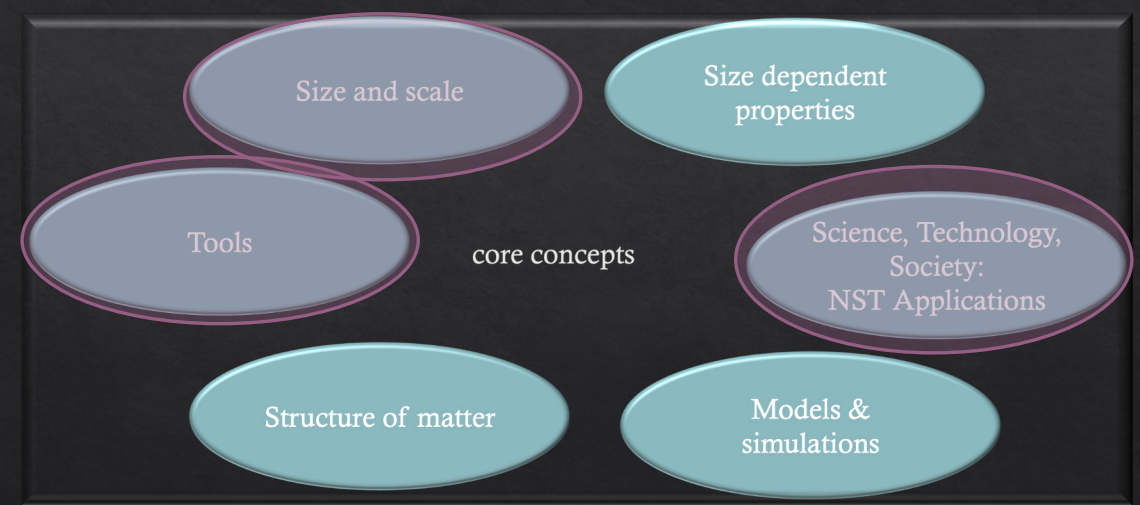 Size and scale
Size dependent
properties
Tools
core concepts
Science, Technology,
Society:
NST Applications
Structure of matter
Models &
simulations